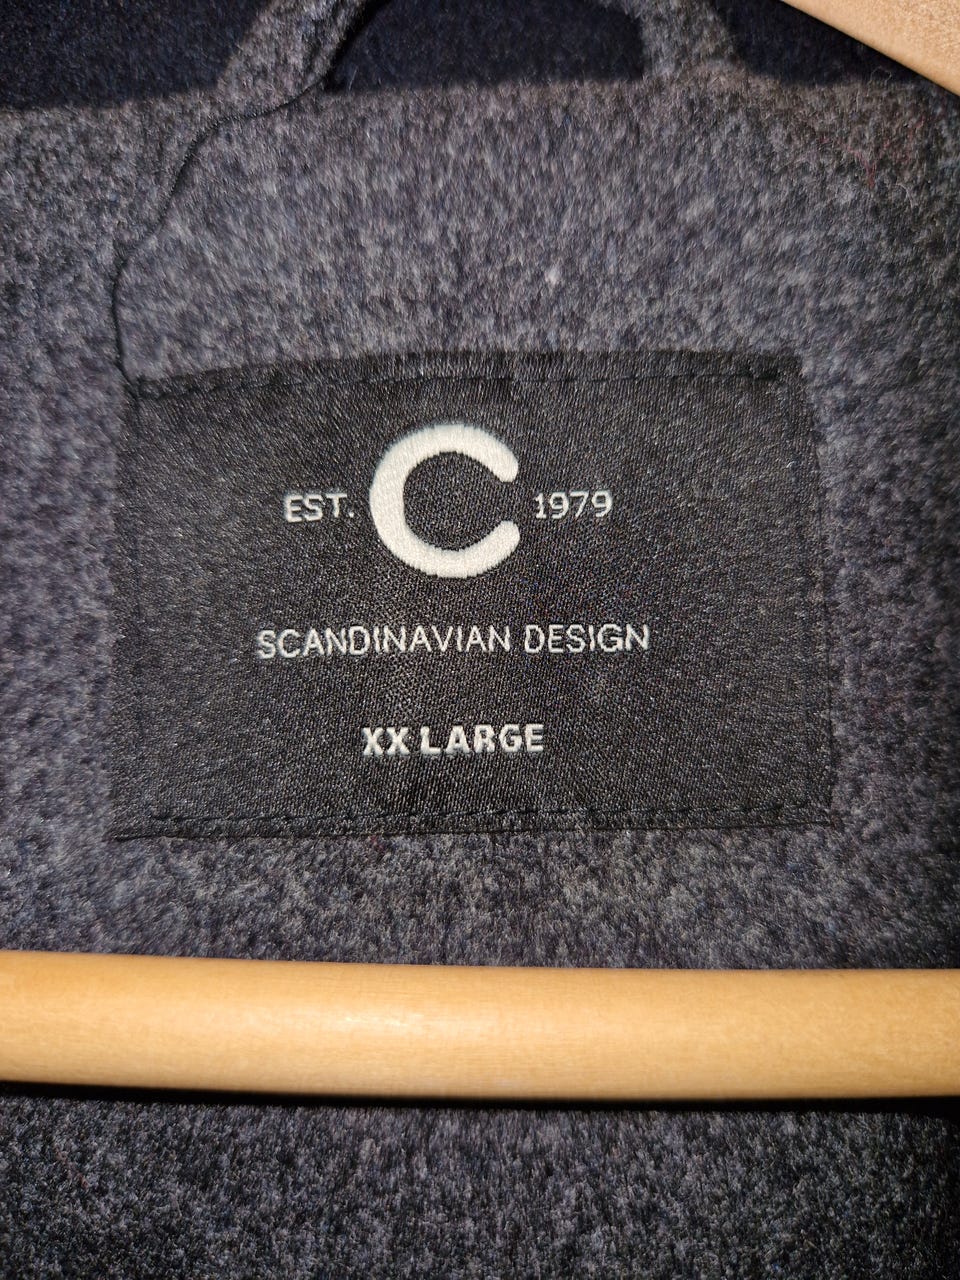 EST. C 1979
SCANDINAVIAN DESIGN
XX LARGE